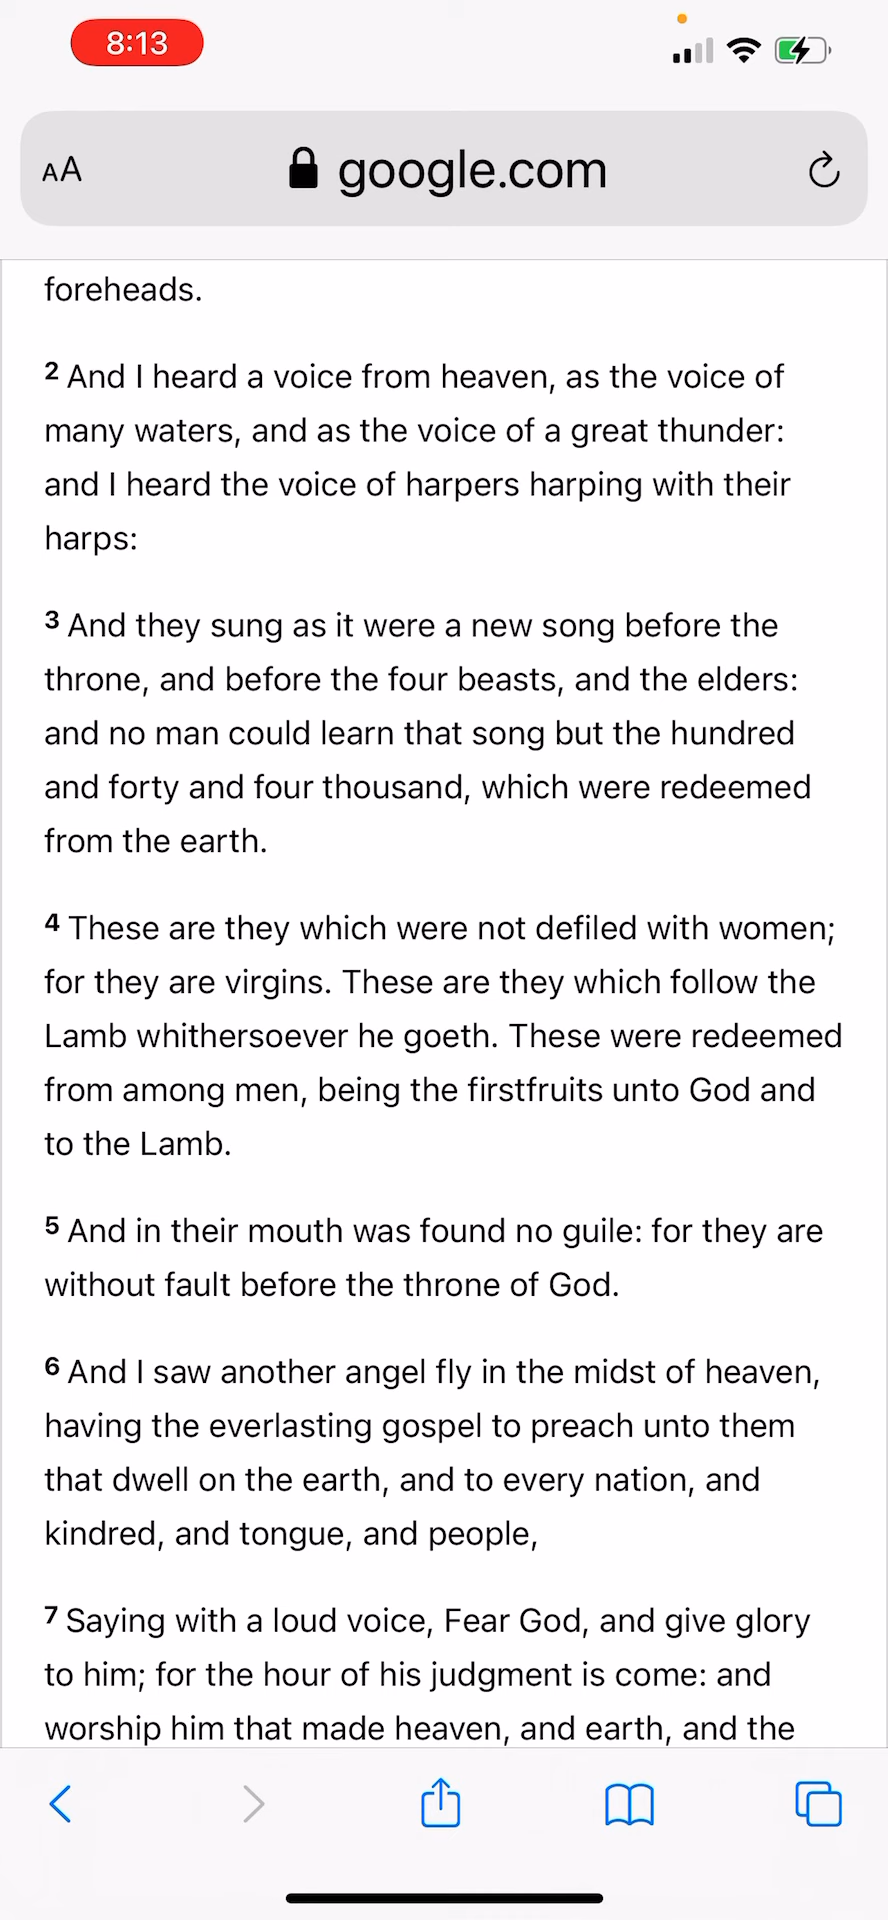 8:13
AA google.com
foreheads.
2 And I heard a voice from heaven, as the voice of
many waters, and as the voice of a great thunder:
and I heard the voice of harpers harping with their
harps:
3 And they sung as it were a new song before the
throne, and before the four beasts, and the elders:
and no man could learn that song but the hundred
and forty and four thousand, which were redeemed
from the earth.
4 These are they which were not defiled with women;
for they are virgins. These are they which follow the
Lamb whithersoever he goeth. These were redeemed
from among men, being the firstfruits unto God and
to the Lamb.
5 And in their mouth was found no guile: for they are
without fault before the throne of God.
6 And I saw another angel fly in the midst of heaven,
having the everlasting gospel to preach unto them
that dwell on the earth, and to every nation, and
kindred, and tongue, and people,
7 Saying with a loud voice, Fear God, and give glory
to him; for the hour of his judgment is come: and
worship him that made heaven, and earth, and the